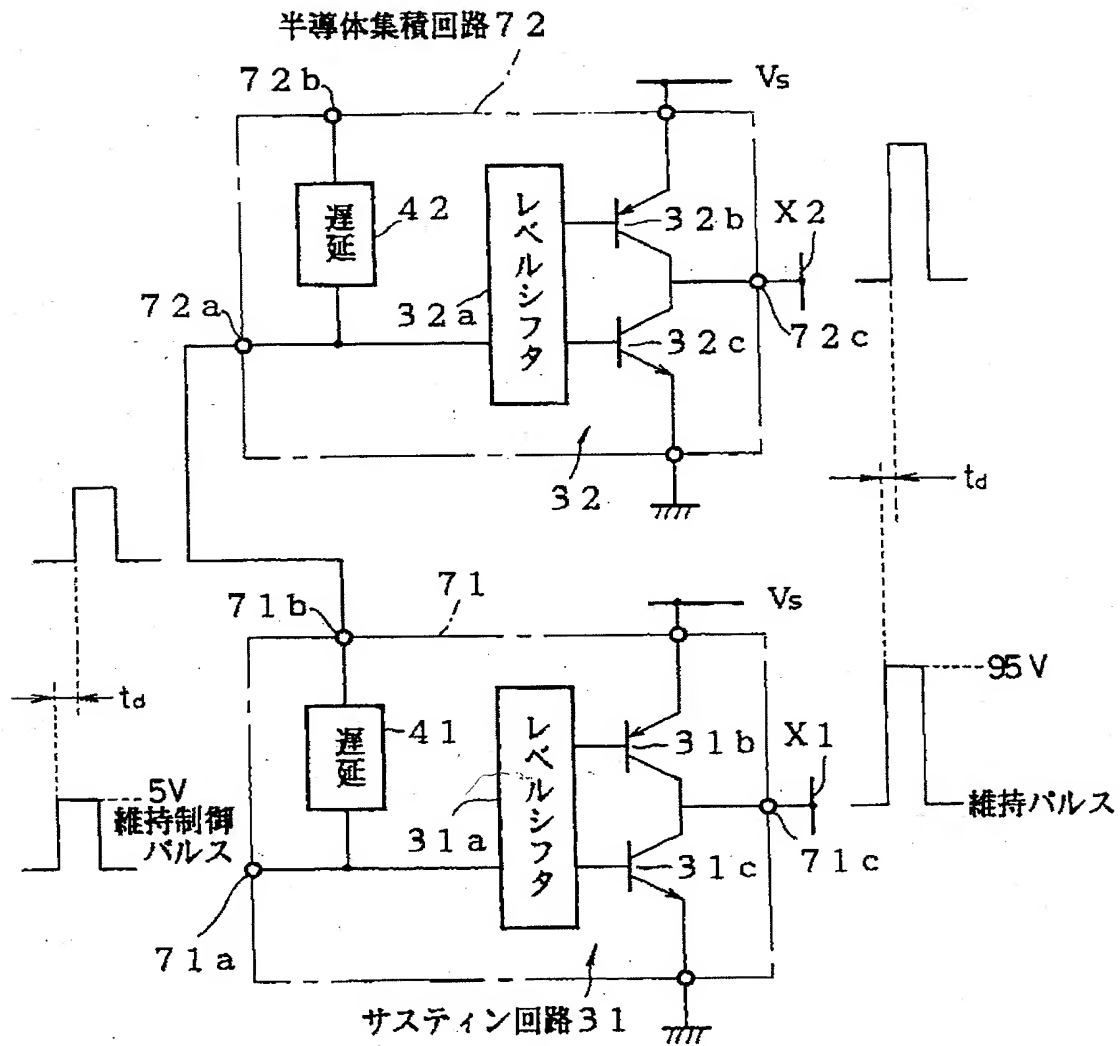 半導体集積回路72
72b
Vs
遅延
42
レベルシフタ
32b
X2
72a
32a
32c
72c
32
td
71
71b
Vs
td
95V
遅延
41
レベルシフタ
31b
X1
5V
維持制御
パルス
31a
31c
71c
維持パルス
71a
サスティン回路31